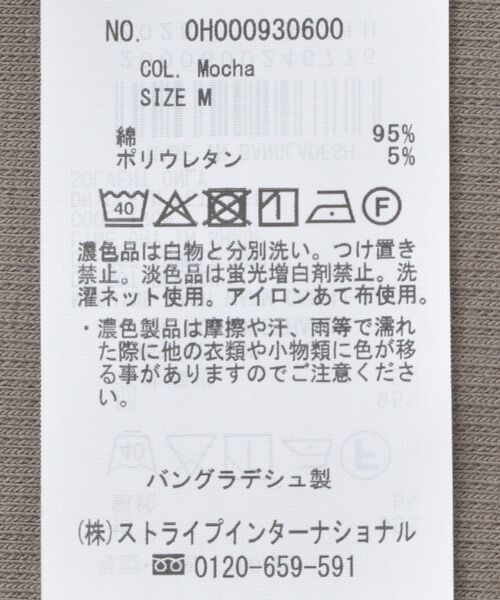 NO. 0H000930600
COL. Mocha
SIZE M
綿 95%
ポリウレタン 5%
40 F
濃色品は白物と分別洗い。つけ置き
禁止。淡色品は蛍光増白剤禁止。洗
濯ネット使用。アイロンあて布使用。
・濃色製品は摩擦や汗、雨等で濡れ
た際に他の衣類や小物類に色が移
る事がありますのでご注意くださ
い。
バングラデシュ製
(株)ストライプインターナショナル
0120-659-591